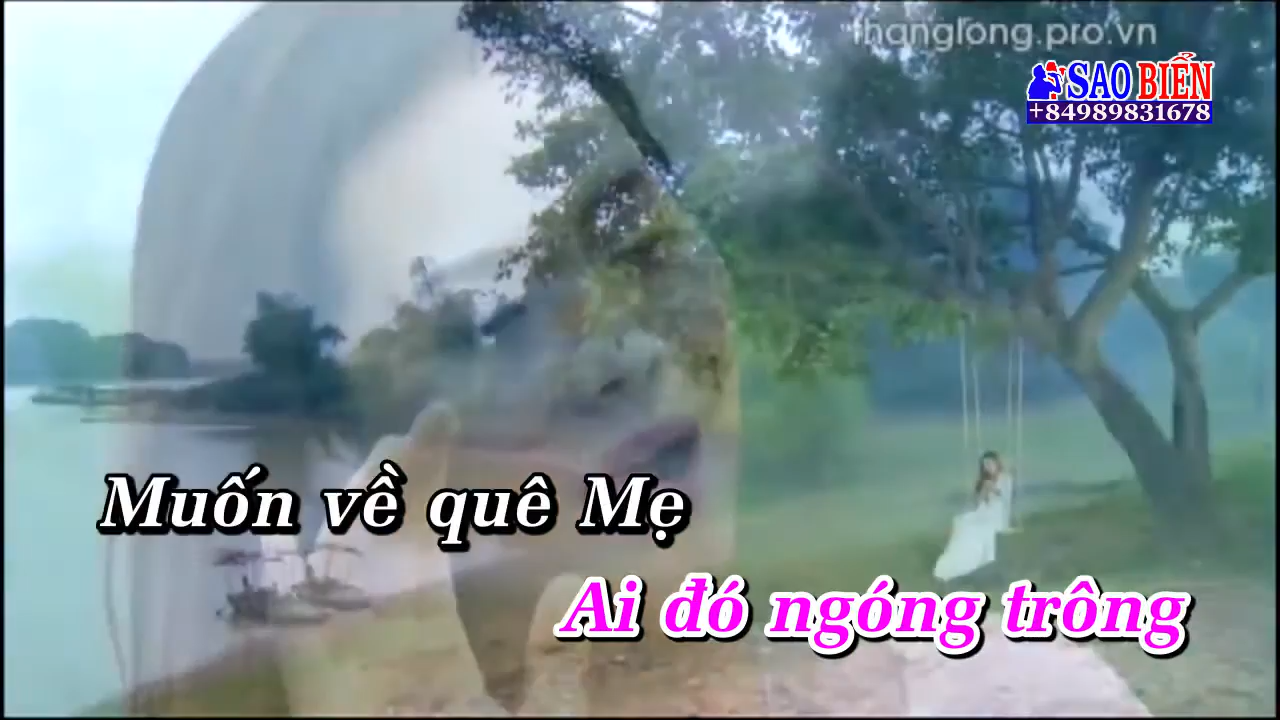 thanglong.pro.vn
SAO BIỂN
+84989831678
Muốn về quê Mẹ
Ai đó ngóng trông